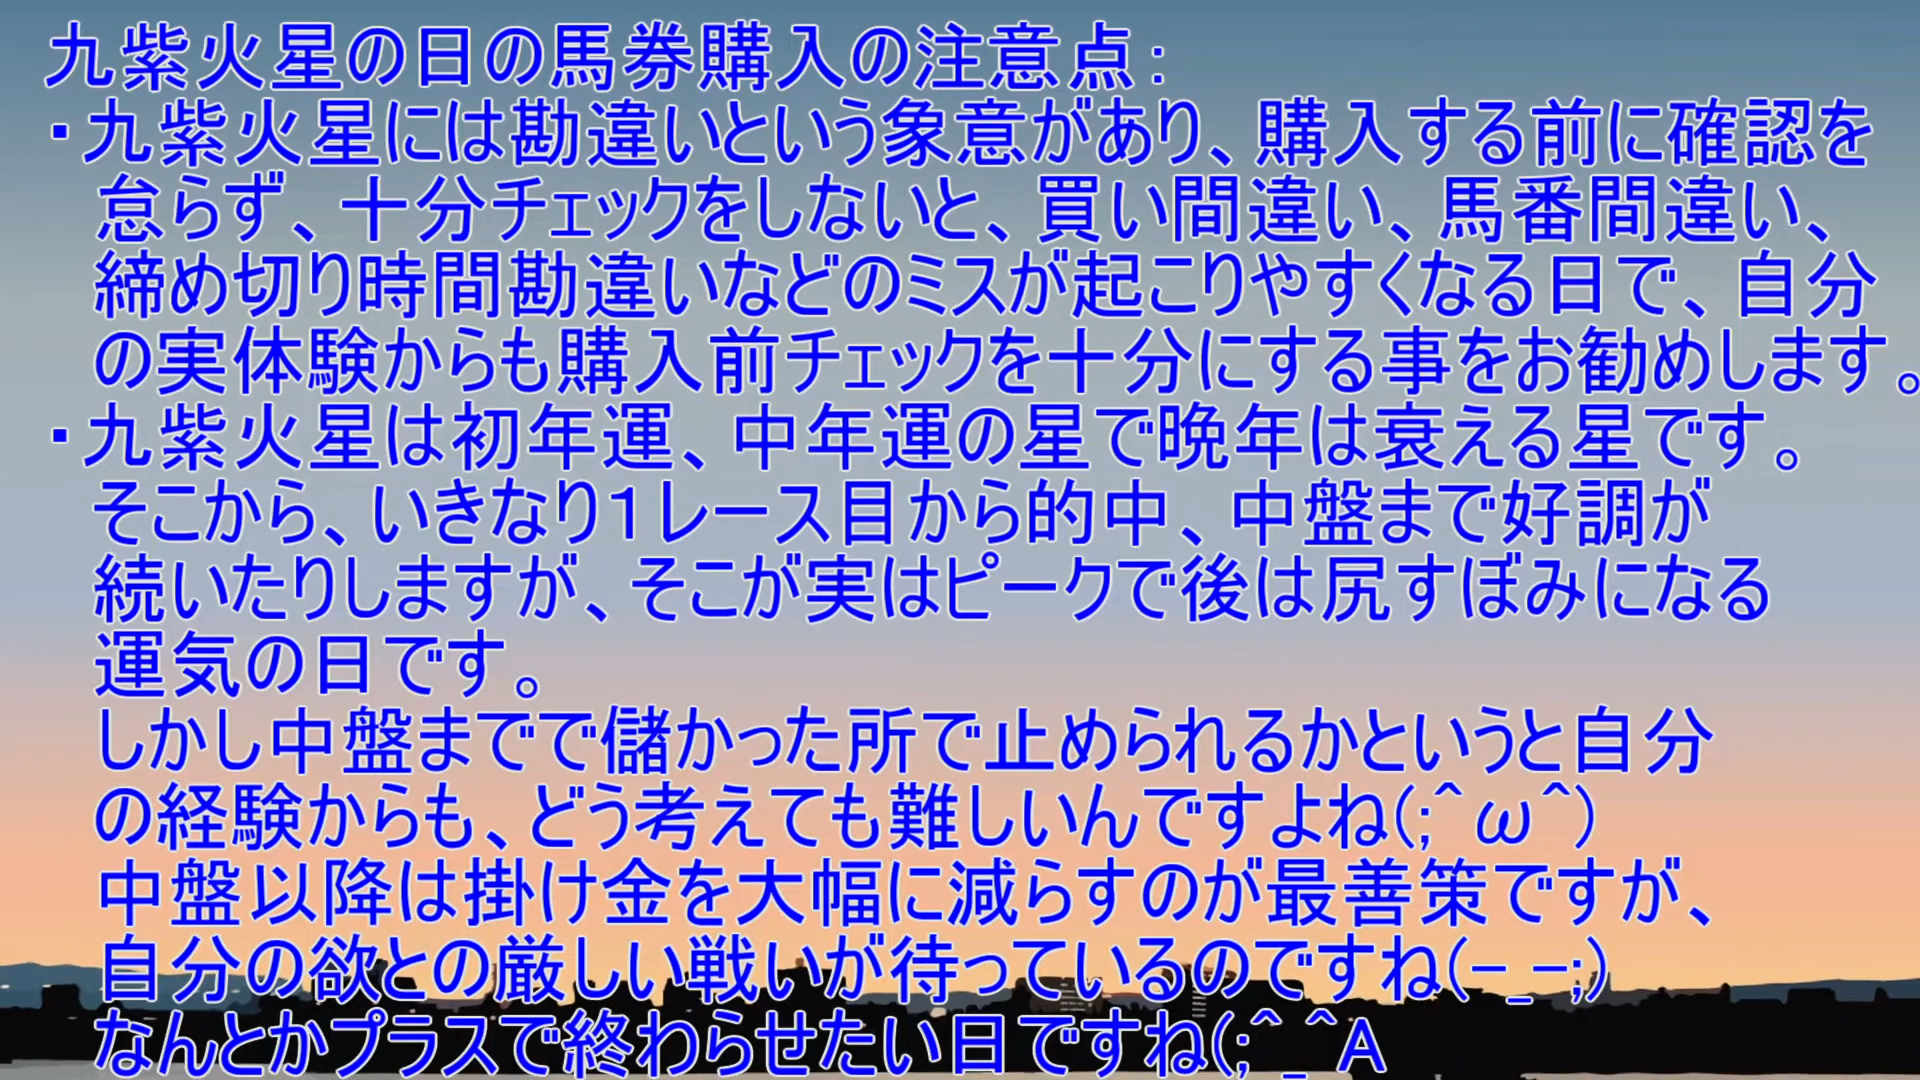 九紫火星の日の馬券購入の注意点：
・九紫火星には勘違いという象意があり、購入する前に確認を
怠らず、十分チェックをしないと、買い間違い、馬番間違い、
締め切り時間勘違いなどのミスが起こりやすくなる日で、自分
の実体験からも購入前チェックを十分にする事をお勧めします。
・九紫火星は初年運、中年運の星で晩年は衰える星です。
そこから、いきなり１レース目から的中、中盤まで好調が
続いたりしますが、そこが実はピークで後は尻すぼみになる
運気の日です。
しかし中盤までで儲かった所で止められるかというと自分
の経験からも、どう考えても難しいんですよね(;^ω^)
中盤以降は掛け金を大幅に減らすのが最善策ですが、
自分の欲との厳しい戦いが待っているのですね(-_-;)
なんとかプラスで終わらせたい日ですね(;^_^A